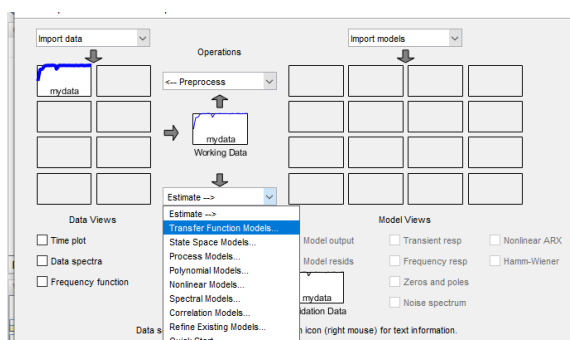 Import data
Operations
Import models
<-- Preprocess
mydata
mydata
Working Data
Estimate -->
Data Views
Estimate -->
Transfer Function Models...
State Space Models...
Process Models...
Polynomial Models...
Nonlinear Models...
Spectral Models...
Correlation Models...
Refine Existing Models...
Time plot
Data spectra
Frequency function
Model Views
Model output
Transient resp
Nonlinear ARX
Model resids
Frequency resp
Hamm-Wiener
Zeros and poles
mydata
Noise spectrum
idation Data
Data s
icon (right mouse) for text information.